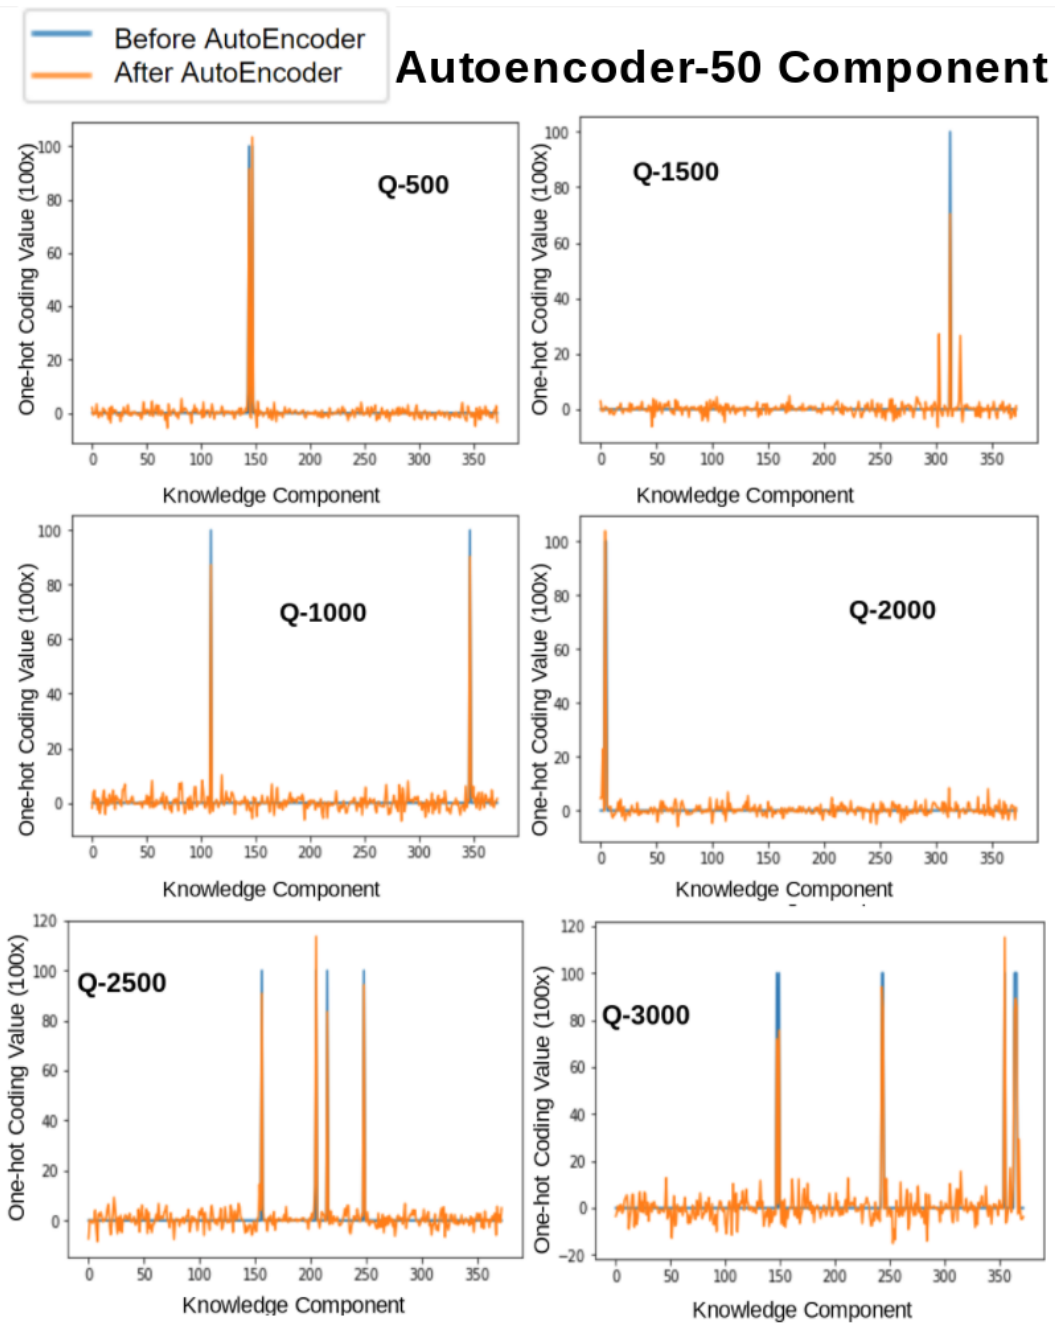 Before AutoEncoder
After AutoEncoder
Autoencoder-50 Component
One-hot Coding Value (100x)
100
80
60
40
20
0
Q-500
0 50 100 150 200 250 300 350
Knowledge Component
One-hot Coding Value (100x)
100
80
60
40
20
0
Q-1500
0 50 100 150 200 250 300 350
Knowledge Component
One-hot Coding Value (100x)
100
80
60
40
20
0
Q-1000
0 50 100 150 200 250 300 350
Knowledge Component
One-hot Coding Value (100x)
100
80
60
40
20
0
Q-2000
0 50 100 150 200 250 300 350
Knowledge Component
One-hot Coding Value (100x)
120
100
80
60
40
20
0
Q-2500
0 50 100 150 200 250 300 350
Knowledge Component
One-hot Coding Value (100x)
120
100
80
60
40
20
0
−20
Q-3000
0 50 100 150 200 250 300 350
Knowledge Component